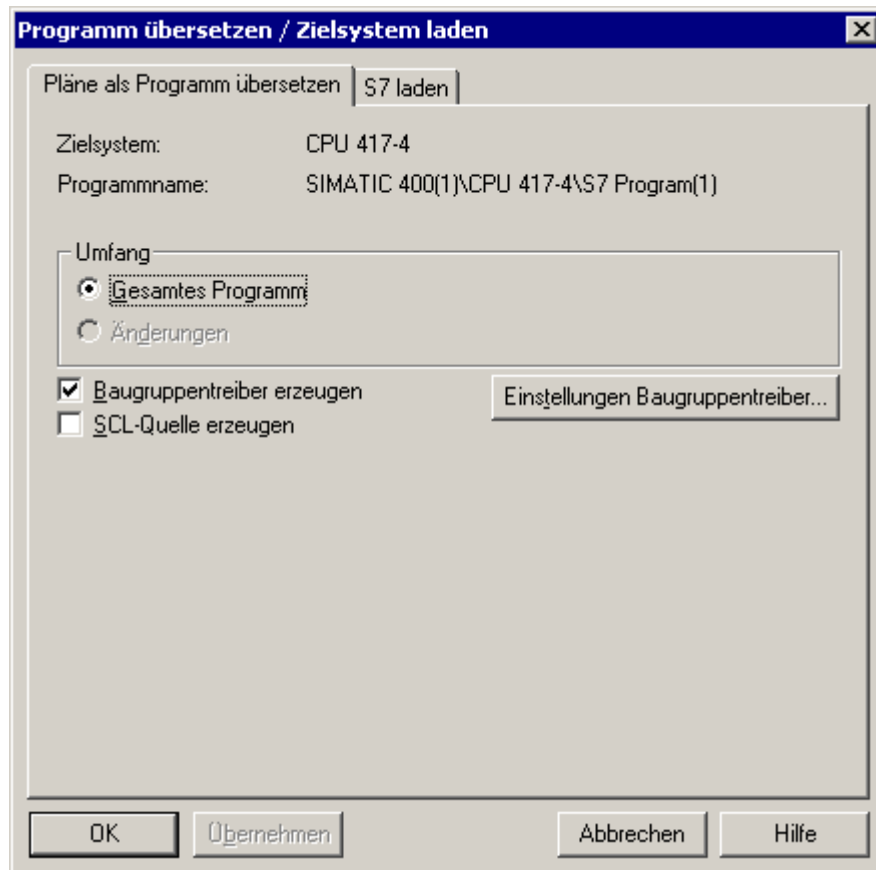 Programm übersetzen / Zielsystem laden
Pläne als Programm übersetzen S7 laden
Zielsystem: CPU 417-4
Programmname: SIMATIC 400(1)\CPU 417-4\S7 Program(1)
Umfang
Gesamtes Programm
Änderungen
Baugruppentreiber erzeugen Einstellungen Baugruppentreiber...
SCL-Quelle erzeugen
OK Übernehmen Abbrechen Hilfe